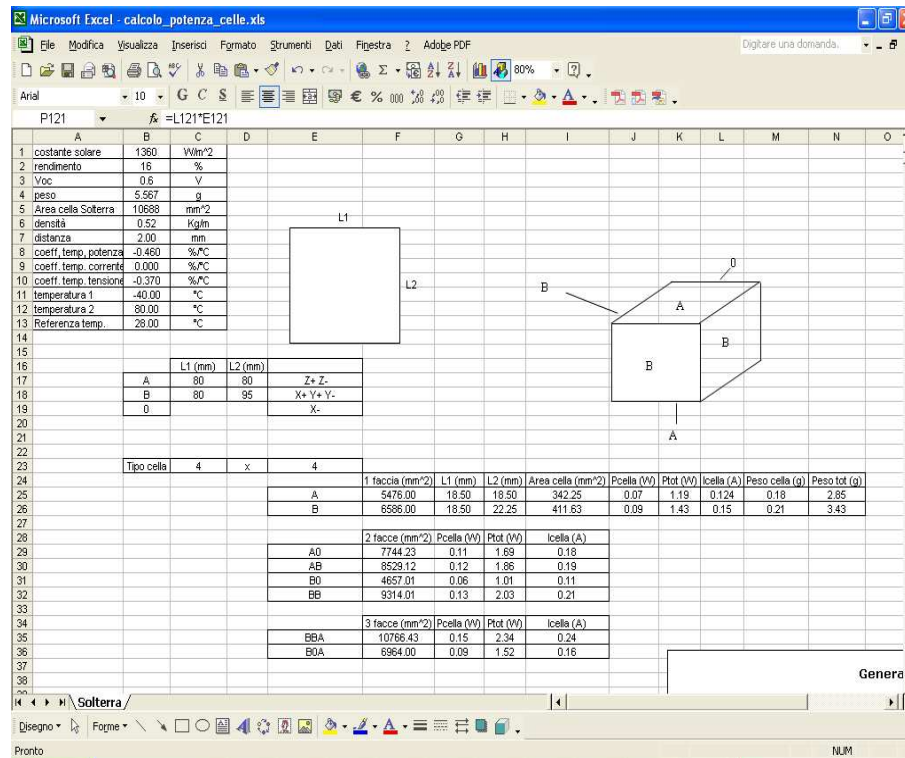 Microsoft Excel - calcolo_potenza_celle.xls
File Modifica Visualizza Inserisci Formato Strumenti Dati Finestra ? Adobe PDF Digitare una domanda.
80%
Arial 10 G C S € % 000
P121 fx =L121*E121
A B C D E F G H I J K L M N O
1 costante solare 1360 W/m^2
2 rendimento 16 %
3 Voc 0.6 V
4 peso 5.567 g
5 Area cella Solterra 10688 mm^2
6 densità 0.52 Kg/m
7 distanza 2.00 mm
8 coeff, temp, potenza -0.460 %/°C
9 coeff. temp. corrente 0.000 %/°C
10 coeff. temp. tensione -0.370 %/°C
11 temperatura 1 -40.00 °C
12 temperatura 2 80.00 °C
13 Referenza temp. 28.00 °C
L1
L2
0
B
A
B
B
A
14
15
16 L1 (mm) L2 (mm)
17 A 80 80 Z+ Z-
18 B 80 95 X+ Y+ Y-
19 0 X-
20
21
22
23 Tipo cella 4 x 4
24 1 faccia (mm^2) L1 (mm) L2 (mm) Area cella (mm^2) Pcella (W) Ptot (W) Icella (A) Peso cella (g) Peso tot (g)
25 A 5476.00 18.50 18.50 342.25 0.07 1.19 0.124 0.18 2.85
26 B 6586.00 18.50 22.25 411.63 0.09 1.43 0.15 0.21 3.43
27
28 2 facce (mm^2) Pcella (W) Ptot (W) Icella (A)
29 A0 7744.23 0.11 1.69 0.18
30 AB 8529.12 0.12 1.86 0.19
31 B0 4657.01 0.06 1.01 0.11
32 BB 9314.01 0.13 2.03 0.21
33
34 3 facce (mm^2) Pcella (W) Ptot (W) Icella (A)
35 BBA 10766.43 0.15 2.34 0.24
36 B0A 6964.00 0.09 1.52 0.16
37
38 Genera
Solterra
Disegno Forme
Pronto NUM